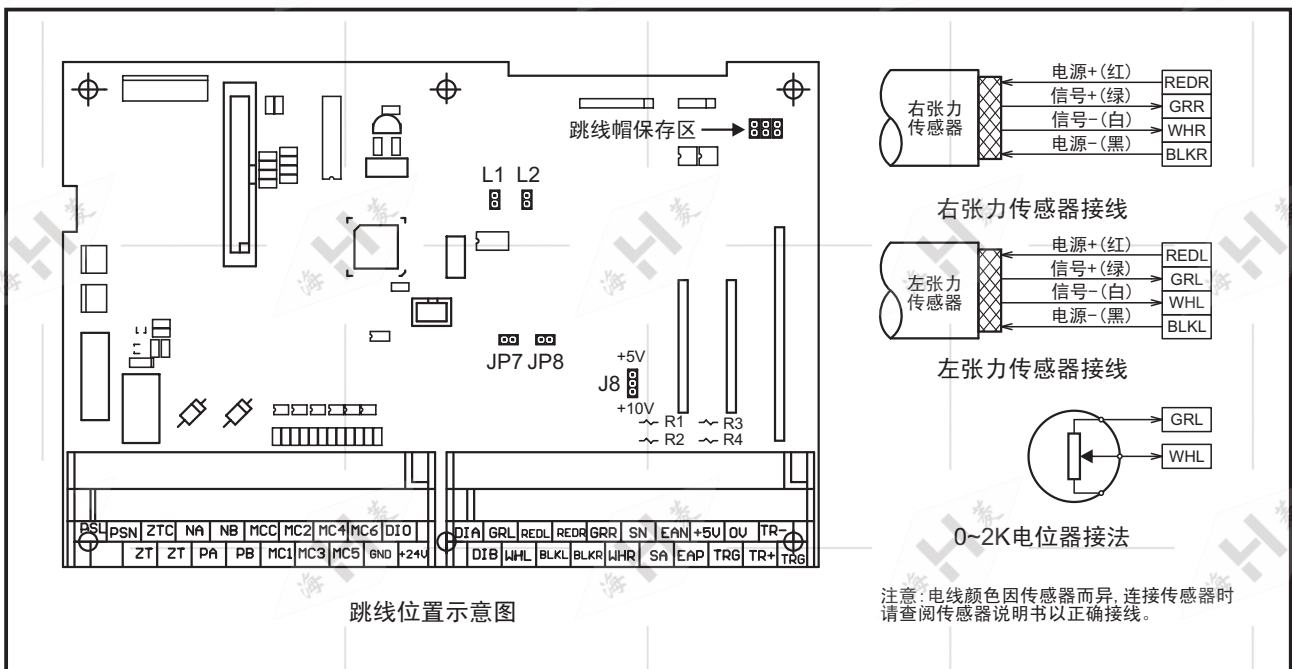 跳线帽保存区
L1 L2
JP7 JP8
+5V
J8
+10V
R1 R3
R2 R4
PSL PSN ZTC NA NB MCC MC2 MC4 MC6 DIO
ZT ZT PA PB MC1 MC3 MC5 GND +24V
DIA GRL REDL REDR GRR SN EAN +5V 0V TR-
DIB WHL BLKL BLKR WHR SA EAP TRG TR+ TRG
跳线位置示意图
右张力
传感器
电源+(红) REDR
信号+(绿) GRR
信号-(白) WHR
电源-(黑) BLKR
右张力传感器接线
左张力
传感器
电源+(红) REDL
信号+(绿) GRL
信号-(白) WHL
电源-(黑) BLKL
左张力传感器接线
GRL
WHL
0~2K电位器接法
注意:电线颜色因传感器而异,连接传感器时
请查阅传感器说明书以正确接线。
海 H 菱